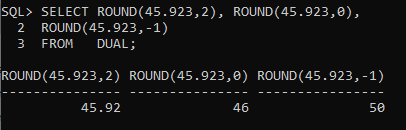 SQL> SELECT ROUND(45.923,2), ROUND(45.923,0),
2 ROUND(45.923,-1)
3 FROM DUAL;
ROUND(45.923,2) ROUND(45.923,0) ROUND(45.923,-1)
--------------- --------------- ----------------
45.92 46 50